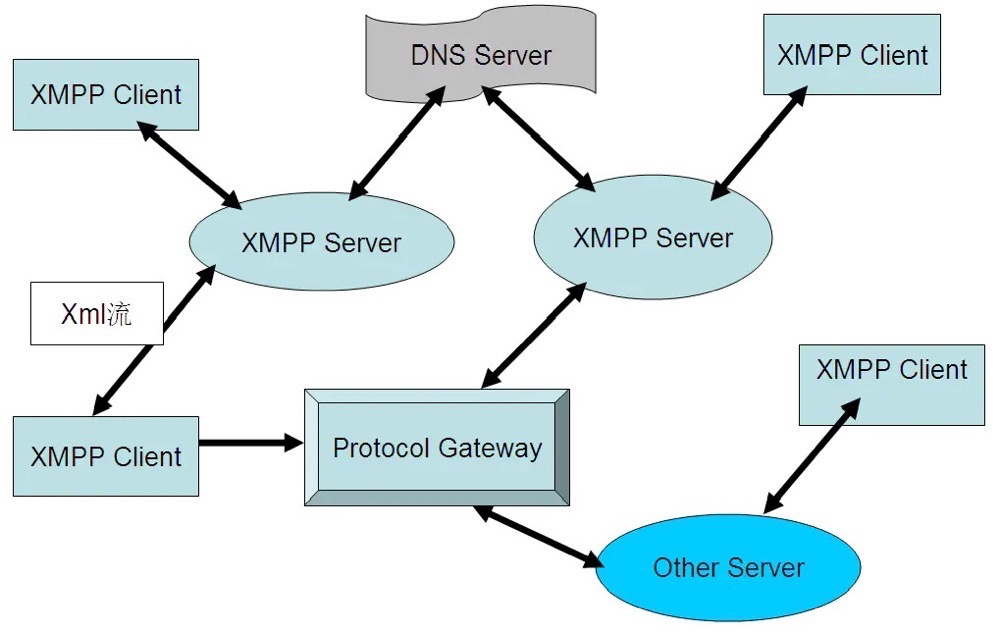 DNS Server
XMPP Client
XMPP Client
XMPP Server
XMPP Server
Xml流
XMPP Client
XMPP Client
Protocol Gateway
Other Server